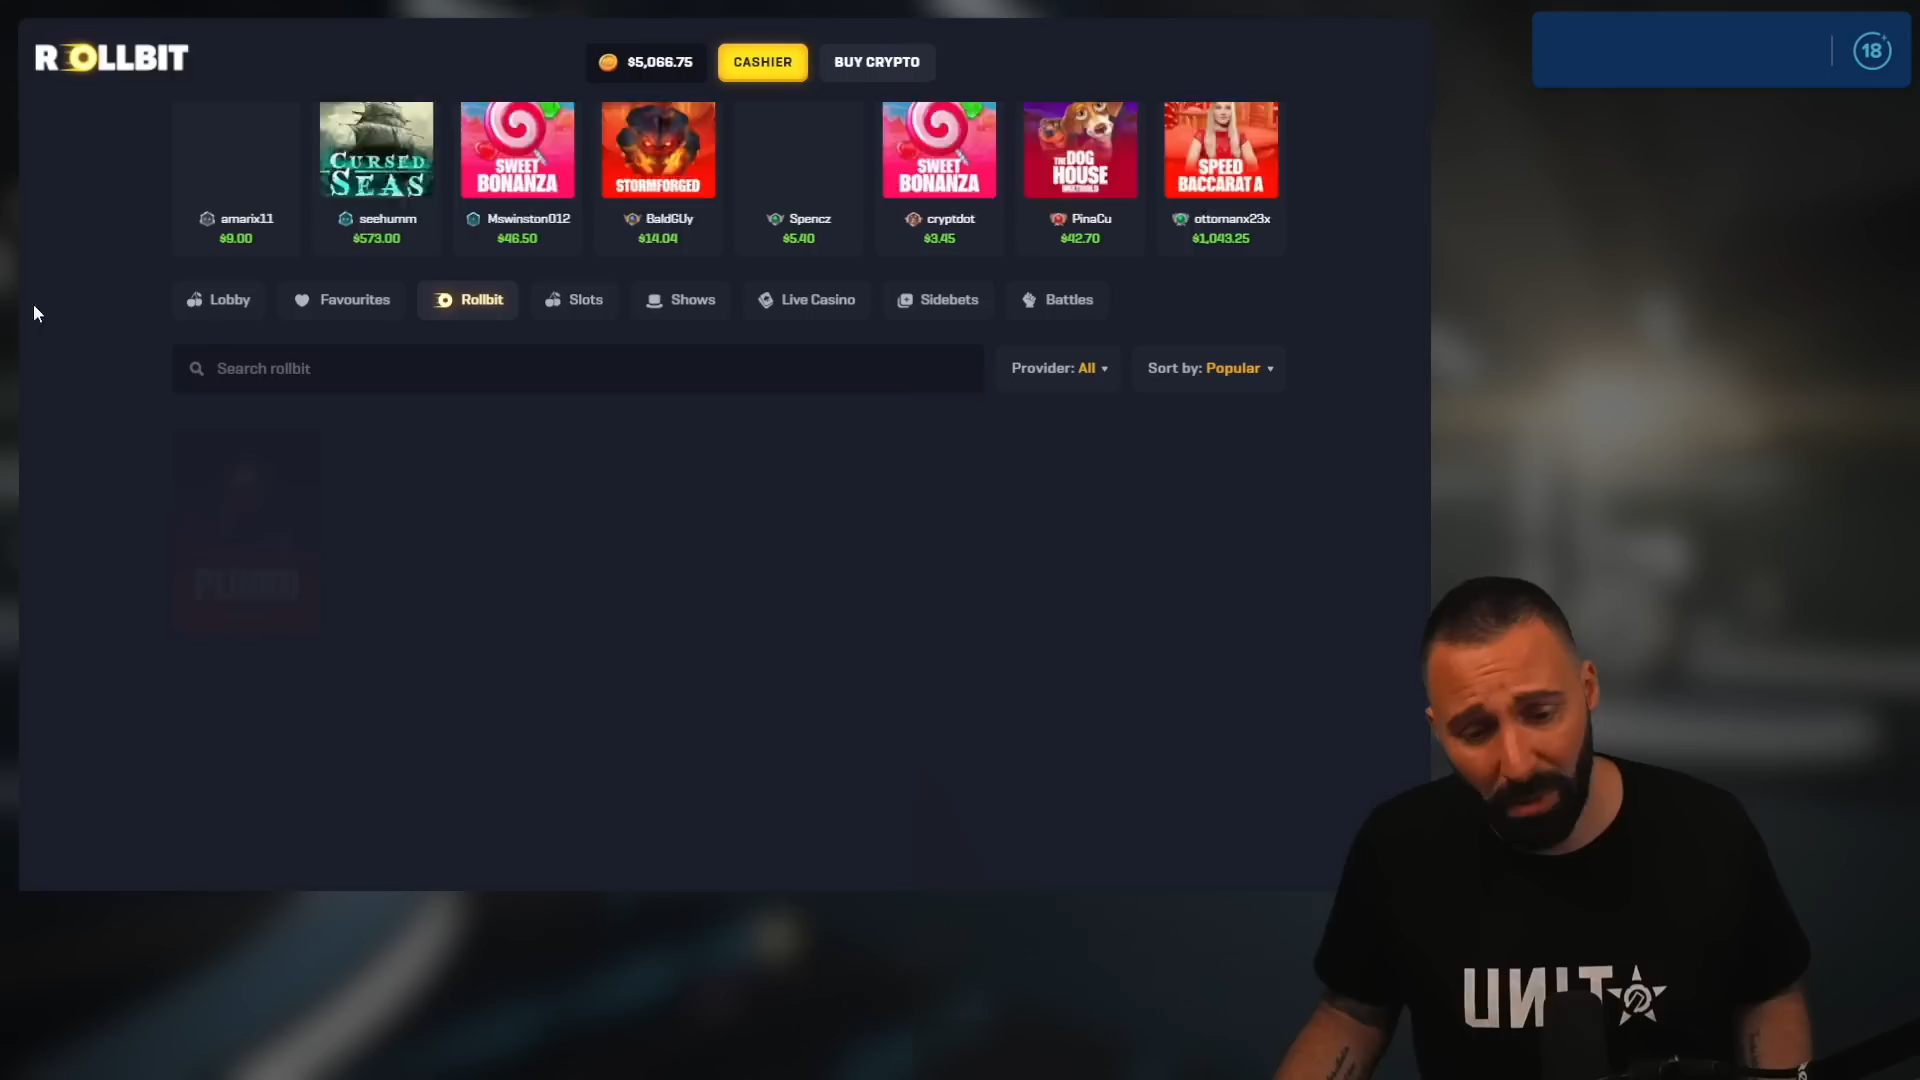 ROLLBIT
$5,066.75
CASHIER
BUY CRYPTO
18+
CURSED
SEAS
SWEET
BONANZA
STORMFORGED
SWEET
BONANZA
THE DOG
HOUSE
MULTIHOLD
SPEED
BACCARAT A
amarix11
seehumm
Mswinston012
BaldGUy
Spencz
cryptdot
PinaCu
ottomanx23x
$9.00
$573.00
$46.50
$14.04
$5.40
$3.45
$42.70
$1,043.25
Lobby
Favourites
Rollbit
Slots
Shows
Live Casino
Sidebets
Battles
Search rollbit
Provider: All
Sort by: Popular
PLINKO
UNIT